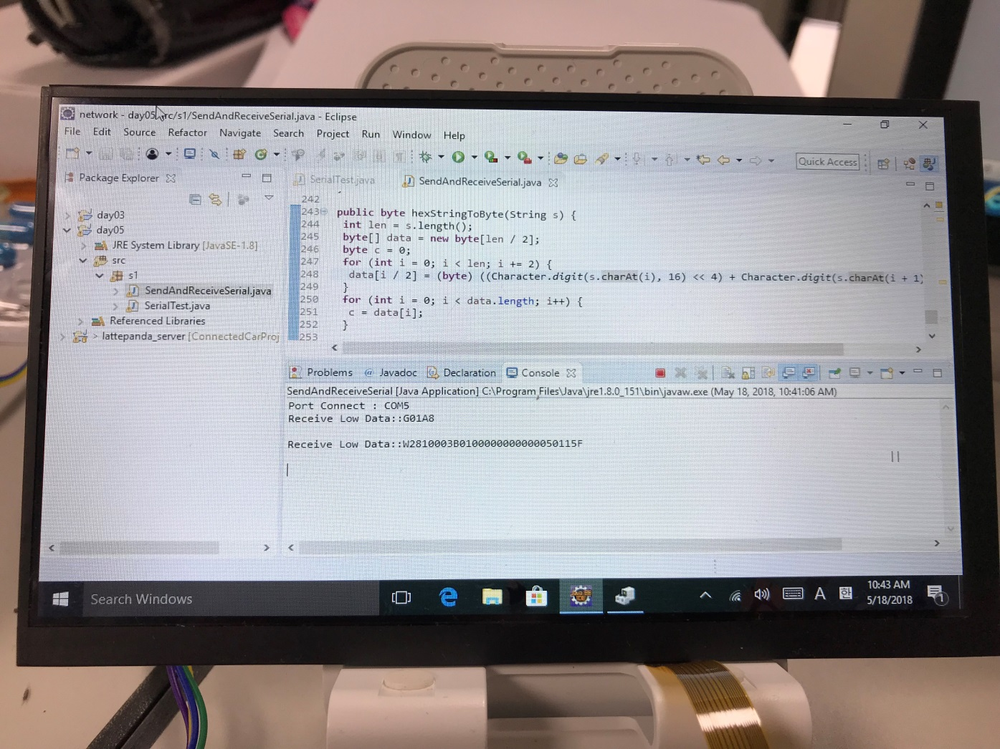 network - day05/src/s1/SendAndReceiveSerial.java - Eclipse
File Edit Source Refactor Navigate Search Project Run Window Help
Quick Access
Package Explorer
day03
day05
JRE System Library [JavaSE-1.8]
src
s1
SendAndReceiveSerial.java
SerialTest.java
Referenced Libraries
> lattepanda_server [ConnectedCarProj
SerialTest.java SendAndReceiveSerial.java
242
243 public byte hexStringToByte(String s) {
244 int len = s.length();
245 byte[] data = new byte[len / 2];
246 byte c = 0;
247 for (int i = 0; i < len; i += 2) {
248 data[i / 2] = (byte) ((Character.digit(s.charAt(i), 16) << 4) + Character.digit(s.charAt(i + 1)
249 }
250 for (int i = 0; i < data.length; i++) {
251 c = data[i];
252 }
253
Problems @ Javadoc Declaration Console
SendAndReceiveSerial [Java Application] C:\Program Files\Java\jre1.8.0_151\bin\javaw.exe (May 18, 2018, 10:41:06 AM)
Port Connect : COM5
Receive Low Data::G01A8
Receive Low Data::W2810003B0100000000000050115F
Search Windows
A 한
10:43 AM
5/18/2018
1